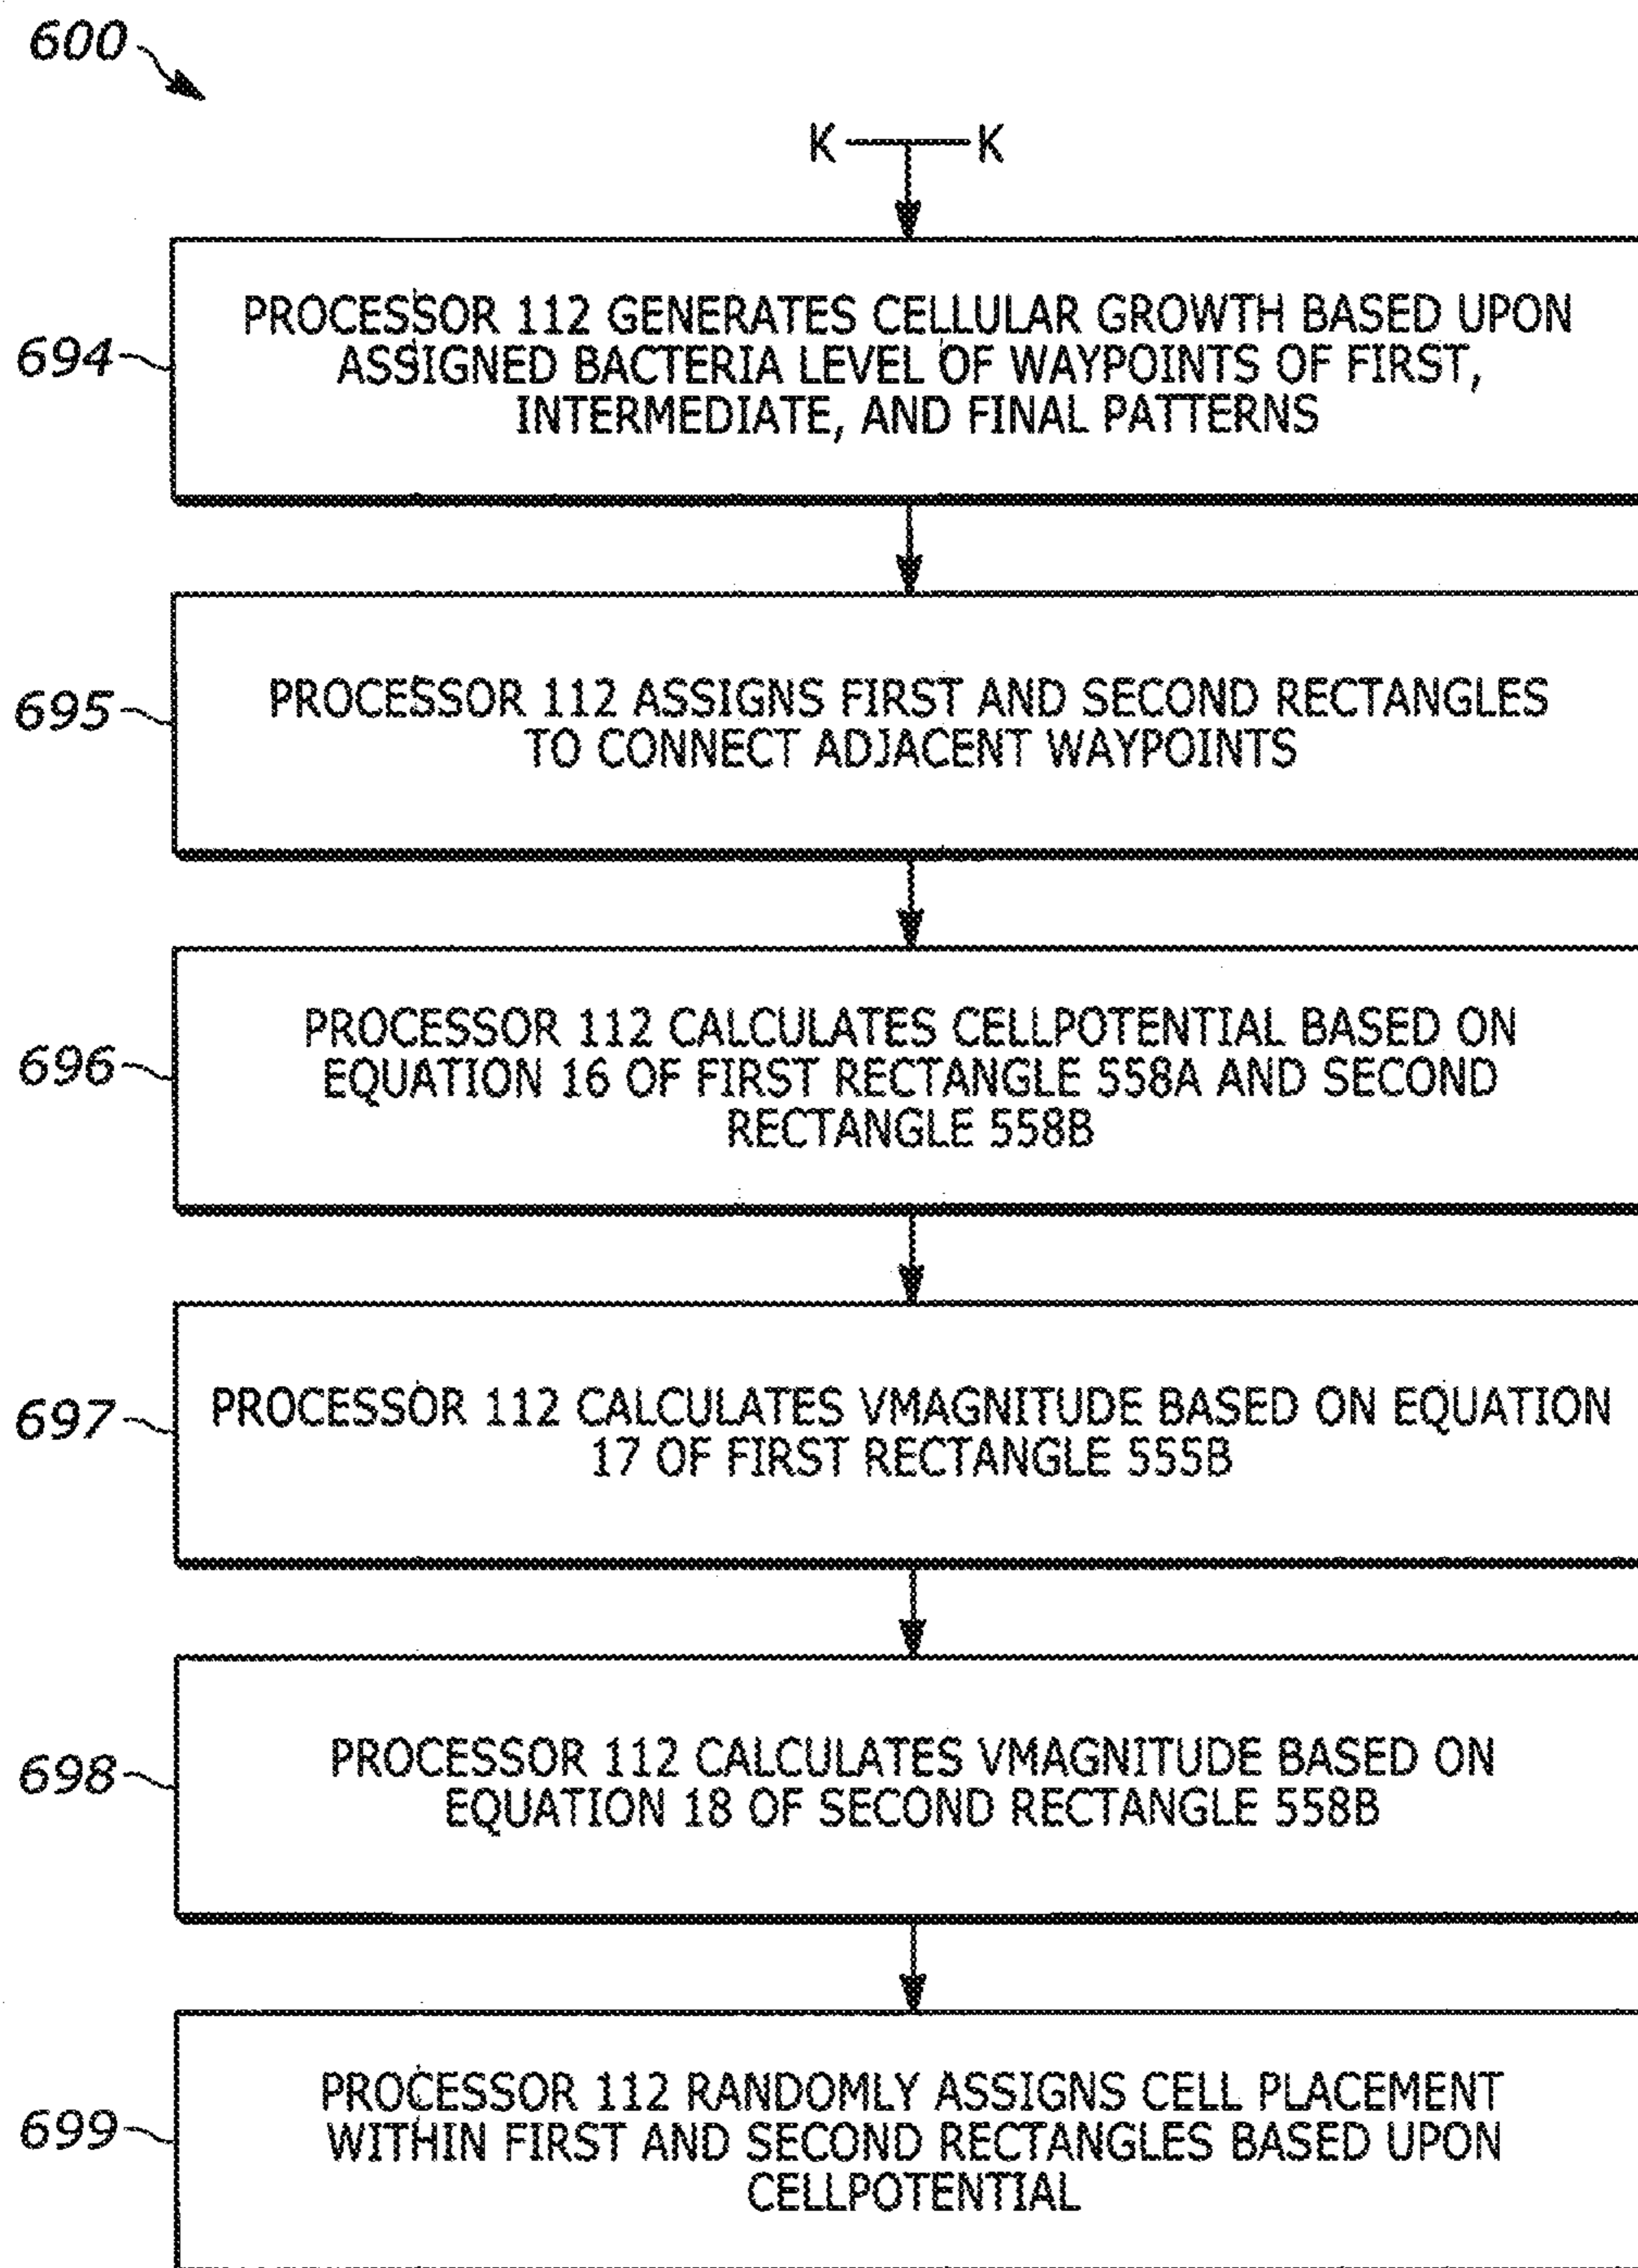 600
K K
PROCESSOR 112 GENERATES CELLULAR GROWTH BASED UPON
694
ASSIGNED BACTERIA LEVEL OF WAYPOINTS OF FIRST,
INTERMEDIATE, AND FINAL PATTERNS
695
PROCESSOR 112 ASSIGNS FIRST AND SECOND RECTANGLES
TO CONNECT ADJACENT WAYPOINTS
696
PROCESSOR 112 CALCULATES CELLPOTENTIAL BASED ON
EQUATION 16 OF FIRST RECTANGLE 558A AND SECOND
RECTANGLE 558B
697
PROCESSOR 112 CALCULATES VMAGNITUDE BASED ON EQUATION
17 OF FIRST RECTANGLE 555B
698
PROCESSOR 112 CALCULATES VMAGNITUDE BASED ON
EQUATION 18 OF SECOND RECTANGLE 558B
699
PROCESSOR 112 RANDOMLY ASSIGNS CELL PLACEMENT
WITHIN FIRST AND SECOND RECTANGLES BASED UPON
CELLPOTENTIAL